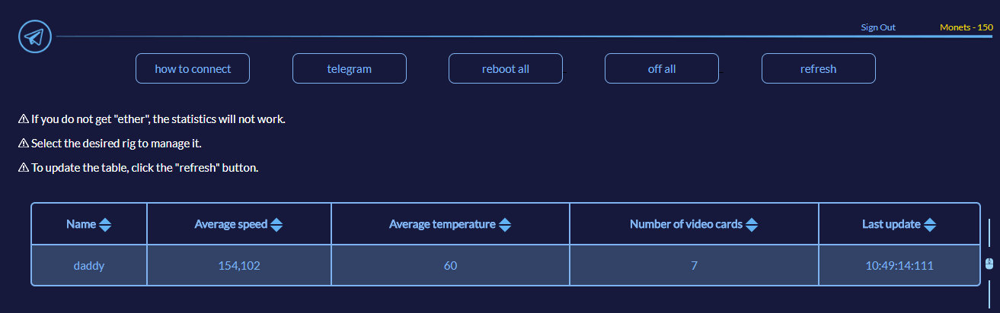 Sign Out Monets - 150
how to connect telegram reboot all off all refresh
⚠ If you do not get "ether", the statistics will not work.
⚠ Select the desired rig to manage it.
⚠ To update the table, click the "refresh" button.
Name Average speed Average temperature Number of video cards Last update
daddy 154,102 60 7 10:49:14:111